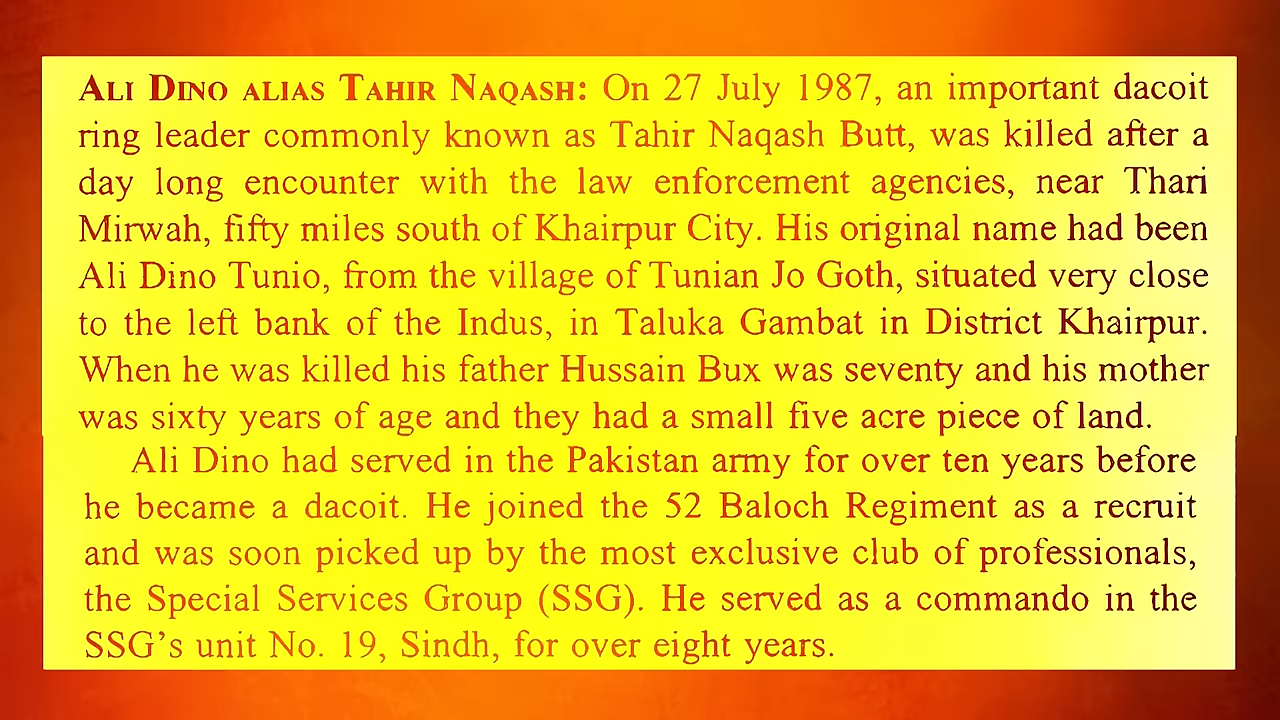 ALI DINO ALIAS TAHIR NAQASH: On 27 July 1987, an important dacoit
ring leader commonly known as Tahir Naqash Butt, was killed after a
day long encounter with the law enforcement agencies, near Thari
Mirwah, fifty miles south of Khairpur City. His original name had been
Ali Dino Tunio, from the village of Tunian Jo Goth, situated very close
to the left bank of the Indus, in Taluka Gambat in District Khairpur.
When he was killed his father Hussain Bux was seventy and his mother
was sixty years of age and they had a small five acre piece of land.
Ali Dino had served in the Pakistan army for over ten years before
he became a dacoit. He joined the 52 Baloch Regiment as a recruit
and was soon picked up by the most exclusive club of professionals,
the Special Services Group (SSG). He served as a commando in the
SSG's unit No. 19, Sindh, for over eight years.